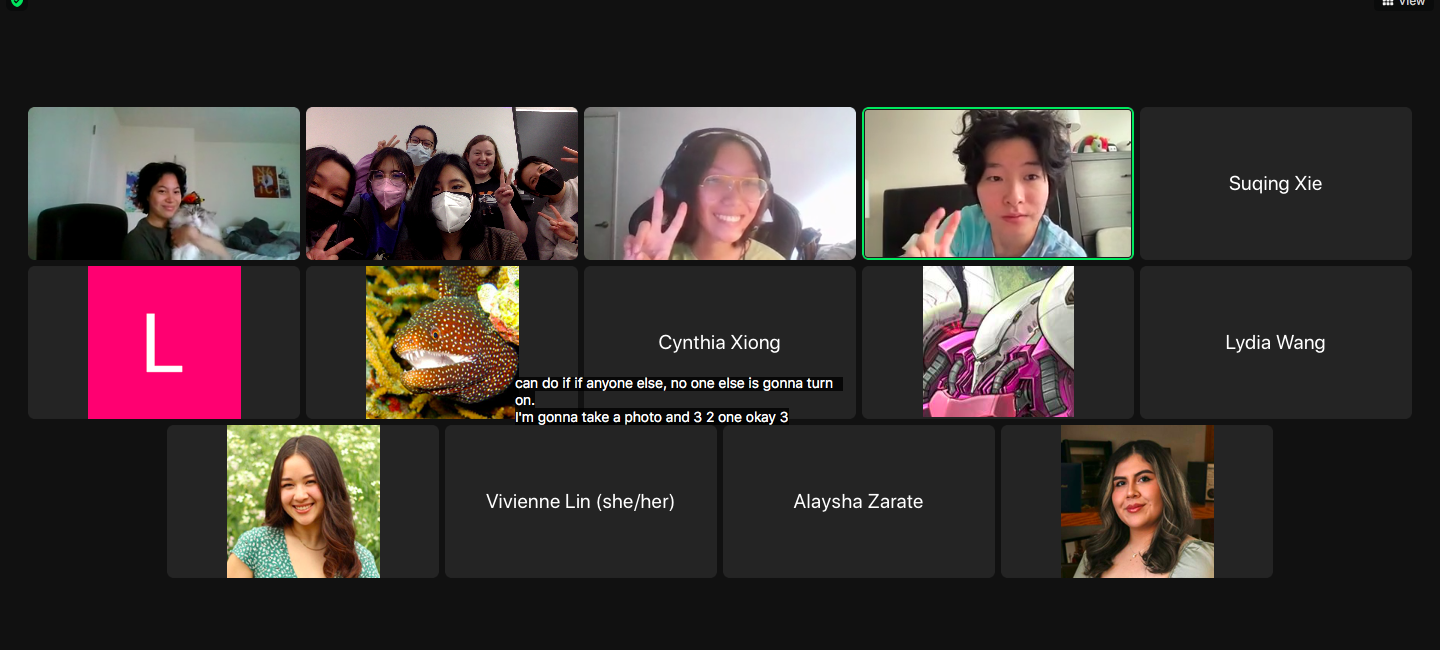 View
Suqing Xie
L
Cynthia Xiong
Lydia Wang
can do if if anyone else, no one else is gonna turn
on.
I'm gonna take a photo and 3 2 one okay 3
Vivienne Lin (she/her)
Alaysha Zarate